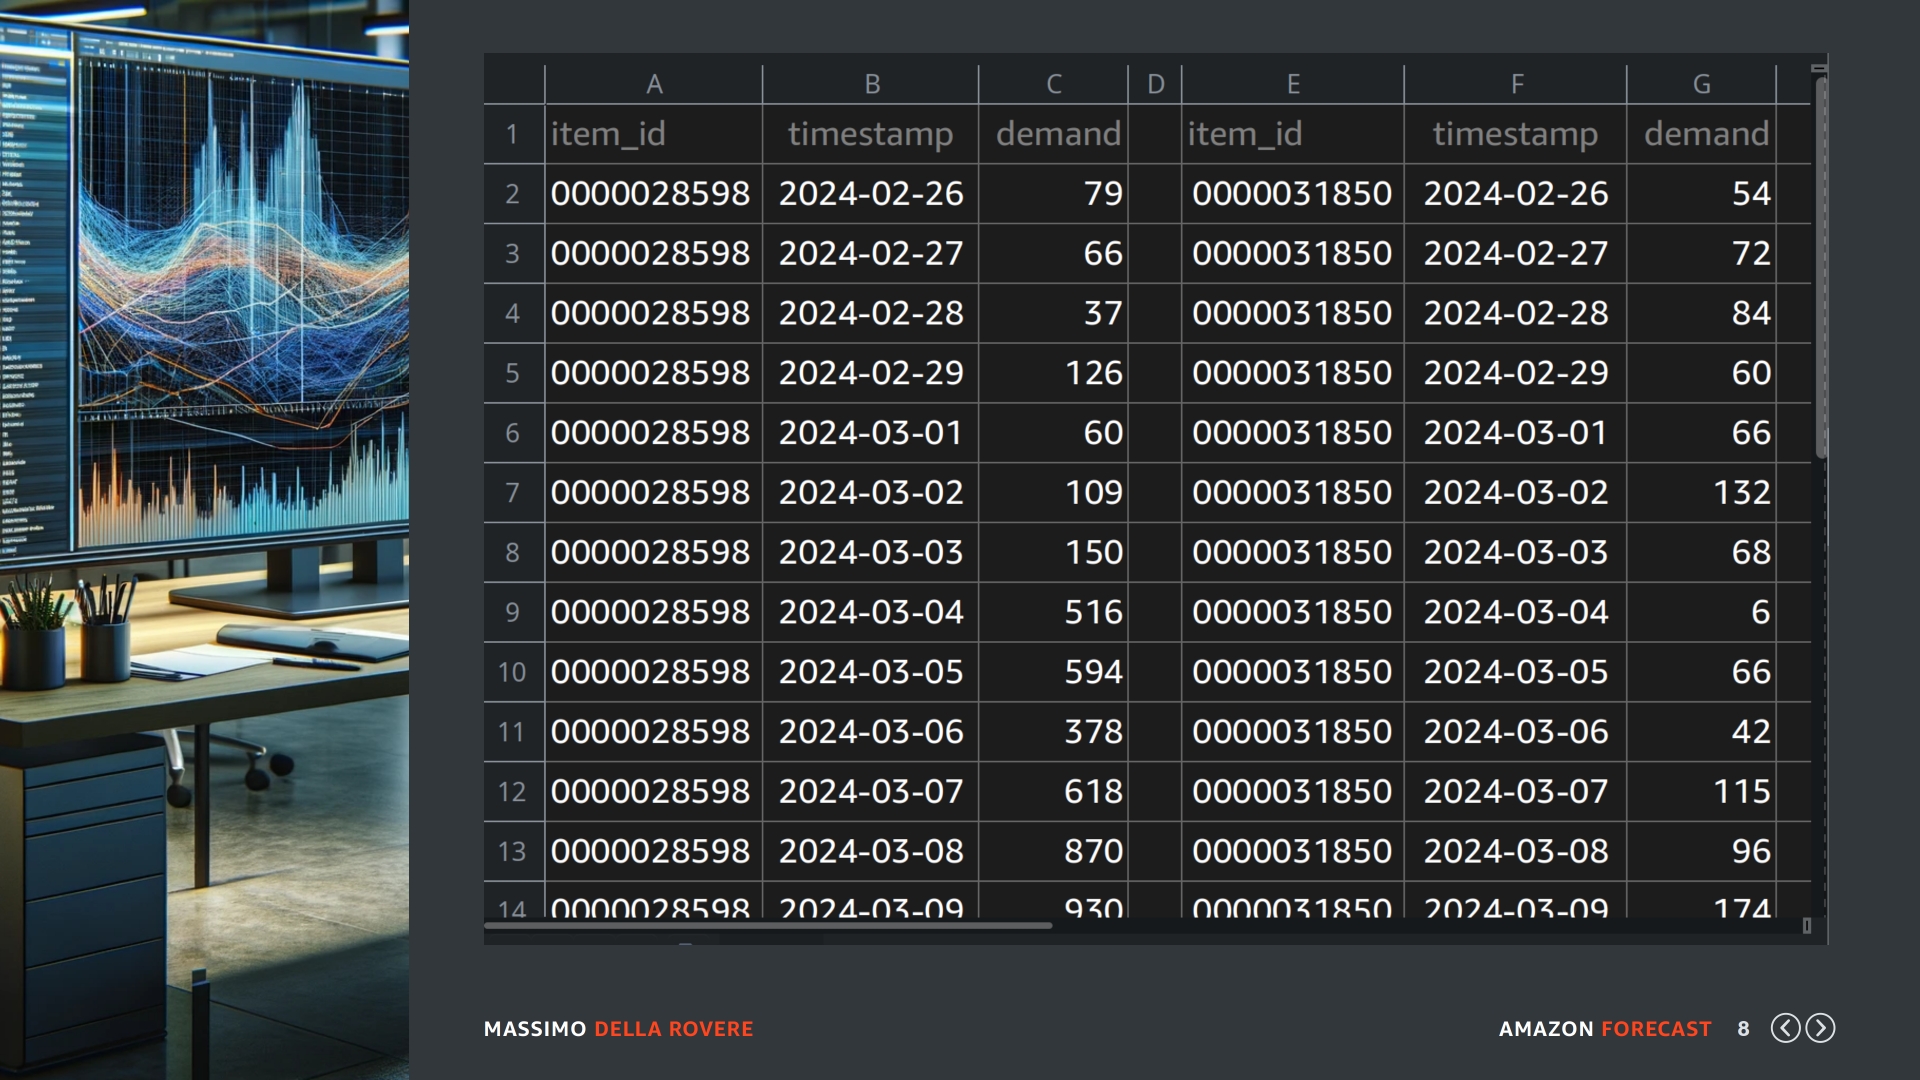 A B C D E F G
1 item_id timestamp demand item_id timestamp demand
2 0000028598 2024-02-26 79 0000031850 2024-02-26 54
3 0000028598 2024-02-27 66 0000031850 2024-02-27 72
4 0000028598 2024-02-28 37 0000031850 2024-02-28 84
5 0000028598 2024-02-29 126 0000031850 2024-02-29 60
6 0000028598 2024-03-01 60 0000031850 2024-03-01 66
7 0000028598 2024-03-02 109 0000031850 2024-03-02 132
8 0000028598 2024-03-03 150 0000031850 2024-03-03 68
9 0000028598 2024-03-04 516 0000031850 2024-03-04 6
10 0000028598 2024-03-05 594 0000031850 2024-03-05 66
11 0000028598 2024-03-06 378 0000031850 2024-03-06 42
12 0000028598 2024-03-07 618 0000031850 2024-03-07 115
13 0000028598 2024-03-08 870 0000031850 2024-03-08 96
14 0000028598 2024-03-09 930 0000031850 2024-03-09 174
MASSIMO DELLA ROVERE
AMAZON FORECAST 8